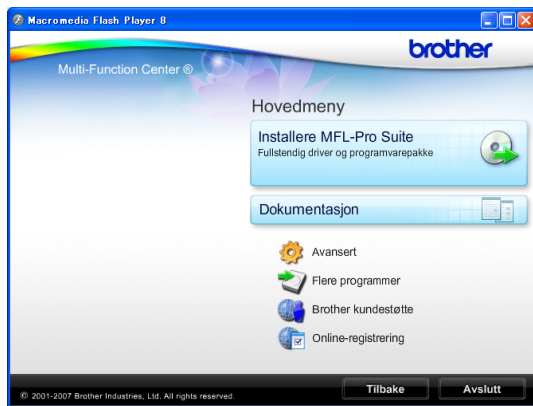 Macromedia Flash Player 8
brother
Multi-Function Center ®
Hovedmeny
Installere MFL-Pro Suite
Fullstendig driver og programvarepakke
Dokumentasjon
Avansert
Flere programmer
Brother kundestøtte
Online-registrering
© 2001-2007 Brother Industries, Ltd. All rights reserved.
Tilbake
Avslutt